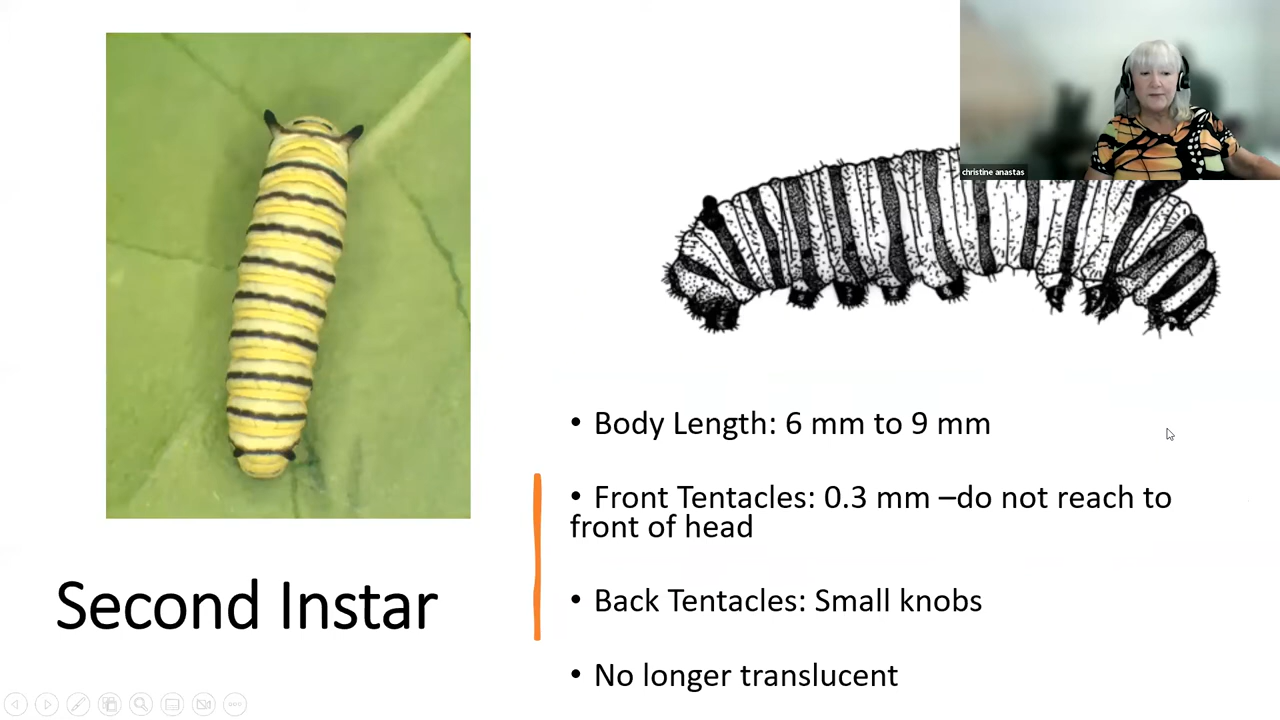 christine anastas
• Body Length: 6 mm to 9 mm
• Front Tentacles: 0.3 mm –do not reach to
front of head
• Back Tentacles: Small knobs
• No longer translucent
Second Instar